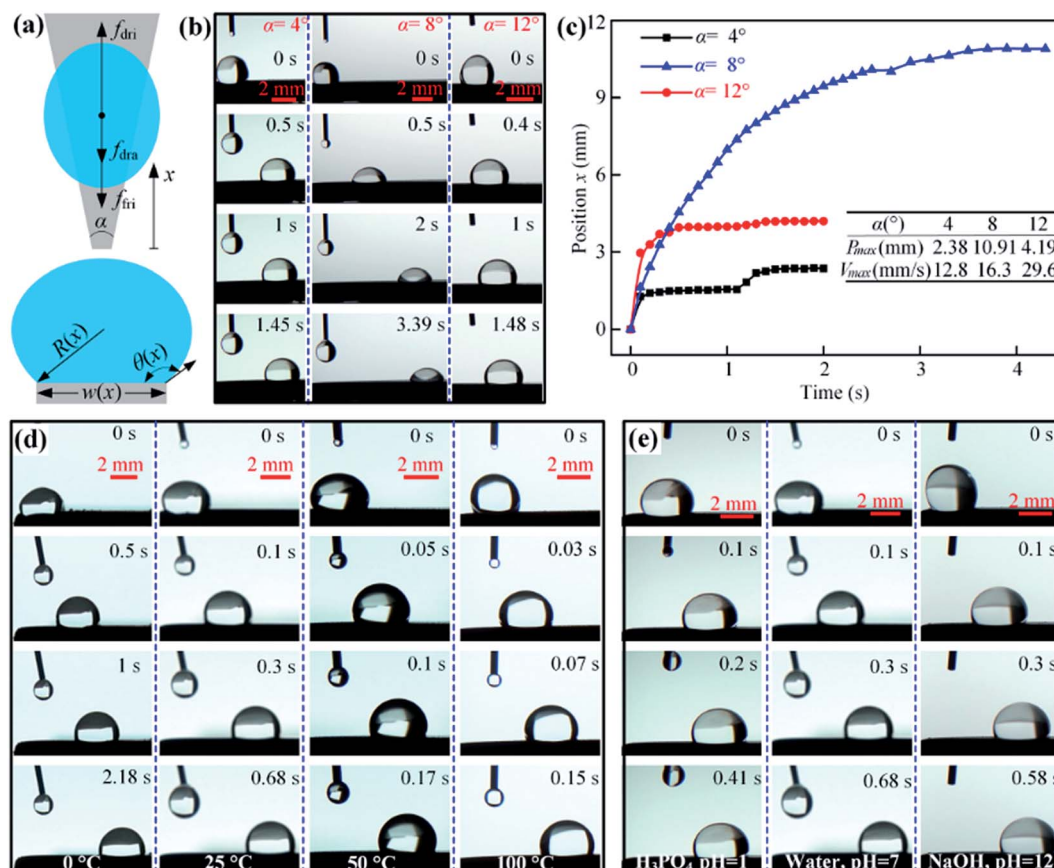 (a)
f_dri
f_dra
f_fri
x
α
R(x)
θ(x)
w(x)
(b)
α= 4° α= 8° α= 12°
0 s 0 s 0 s
2 mm 2 mm 2 mm
0.5 s 0.5 s 0.4 s
1 s 2 s 1 s
1.45 s 3.39 s 1.48 s
(c)
12
9
6
3
0
Position x (mm)
α= 4°
α= 8°
α= 12°
α(°) 4 8 12
P_max(mm) 2.38 10.91 4.19
V_max(mm/s) 12.8 16.3 29.6
0 1 2 3 4
Time (s)
(d)
0 s 0 s 0 s 0 s
2 mm 2 mm 2 mm 2 mm
0.5 s 0.1 s 0.05 s 0.03 s
1 s 0.3 s 0.1 s 0.07 s
2.18 s 0.68 s 0.17 s 0.15 s
0 °C 25 °C 50 °C 100 °C
(e)
0 s 0 s 0 s
2 mm 2 mm 2 mm
0.1 s 0.1 s 0.1 s
0.2 s 0.3 s 0.3 s
0.41 s 0.68 s 0.58 s
H₃PO₄, pH=1 Water, pH=7 NaOH, pH=12